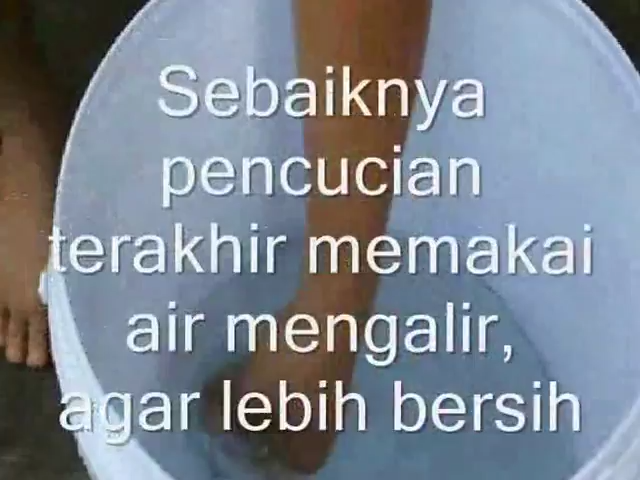 Sebaiknya
pencucian
terakhir memakai
air mengalir,
agar lebih bersih